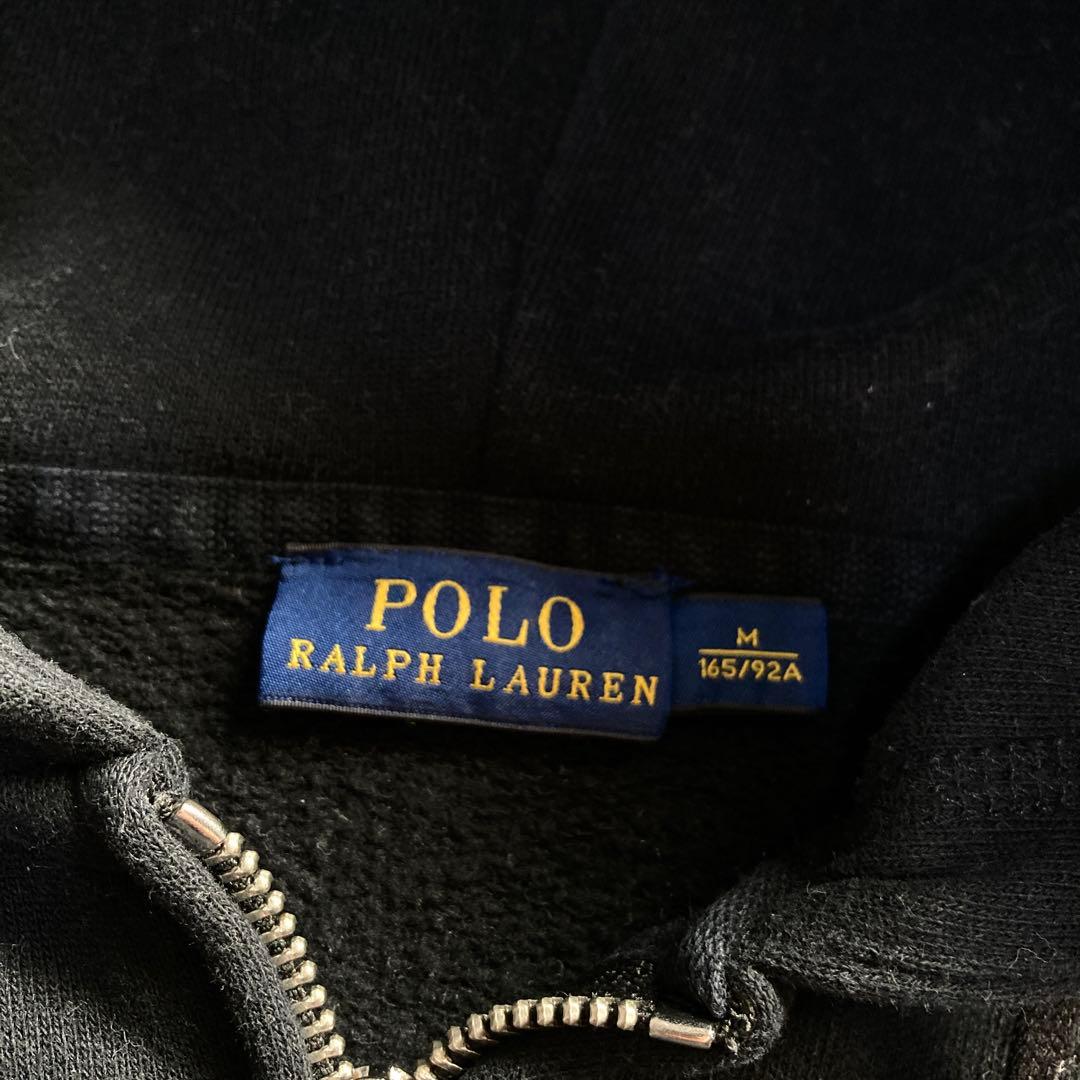 POLO
RALPH LAUREN
M
165/92A